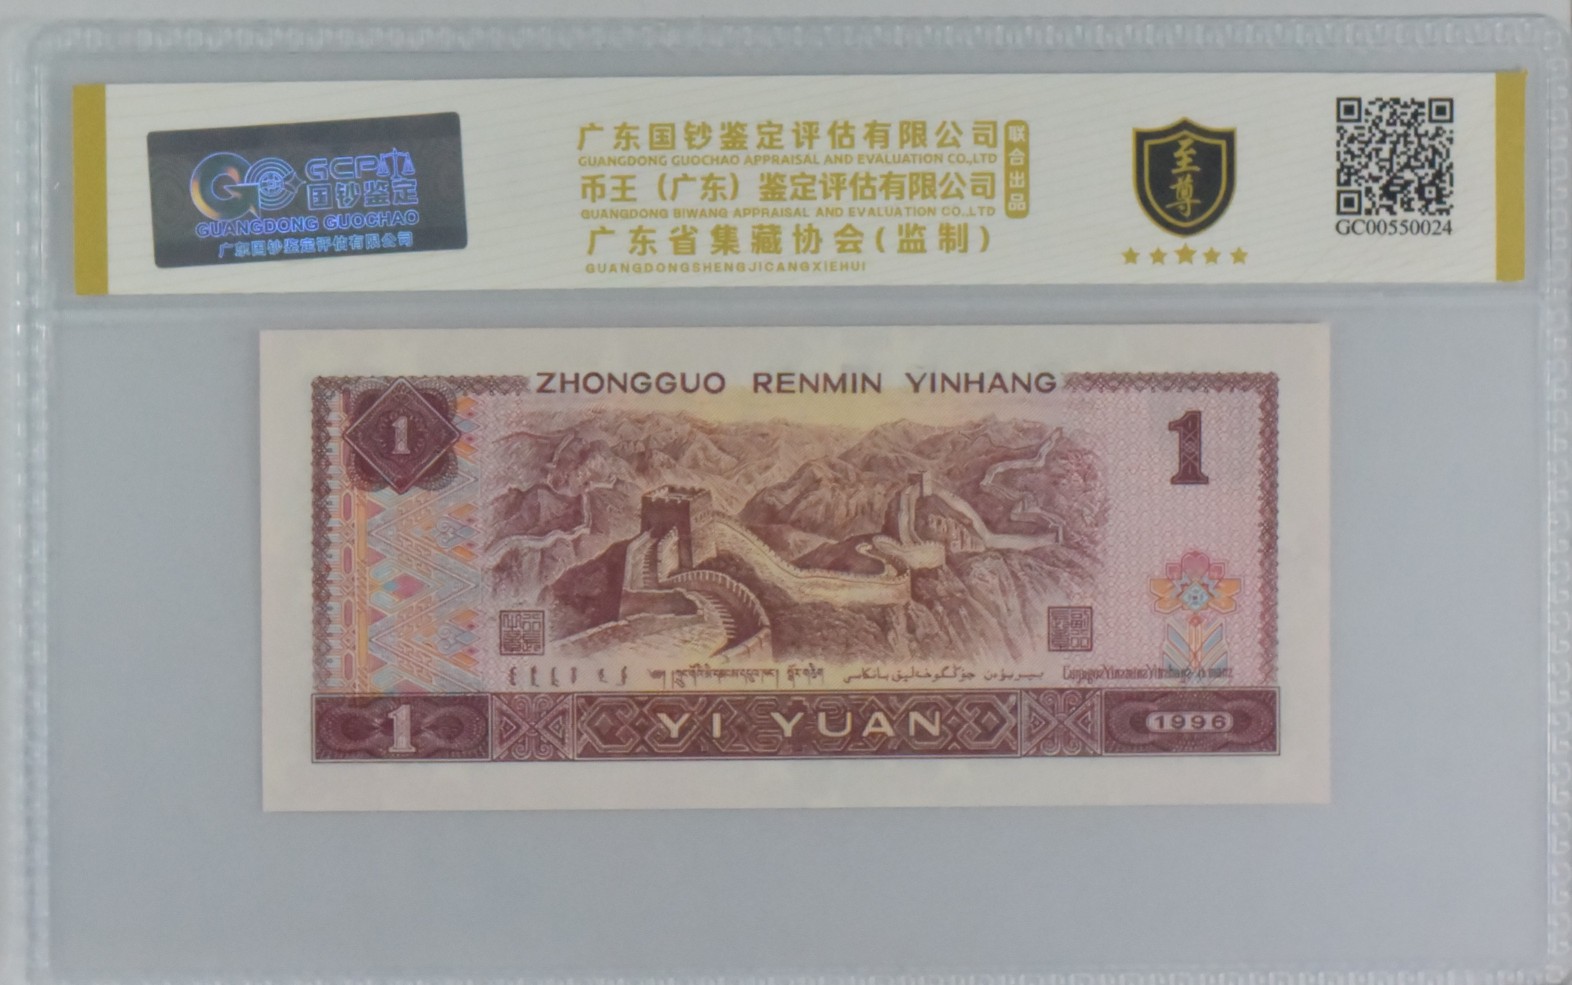 GCP
国钞鉴定
GUANGDONG GUOCHAO
广东国钞鉴定评估有限公司
广东国钞鉴定评估有限公司
GUANGDONG GUOCHAO APPRAISAL AND EVALUATION CO.,LTD
币王（广东）鉴定评估有限公司
GUANGDONG BIWANG APPRAISAL AND EVALUATION CO.,LTD
广东省集藏协会(监制)
GUANGDONGSHENGJICANGXIEHUI
联合出品
至尊
GC00550024
ZHONGGUO RENMIN YINHANG
1
1
1
YI YUAN
1996